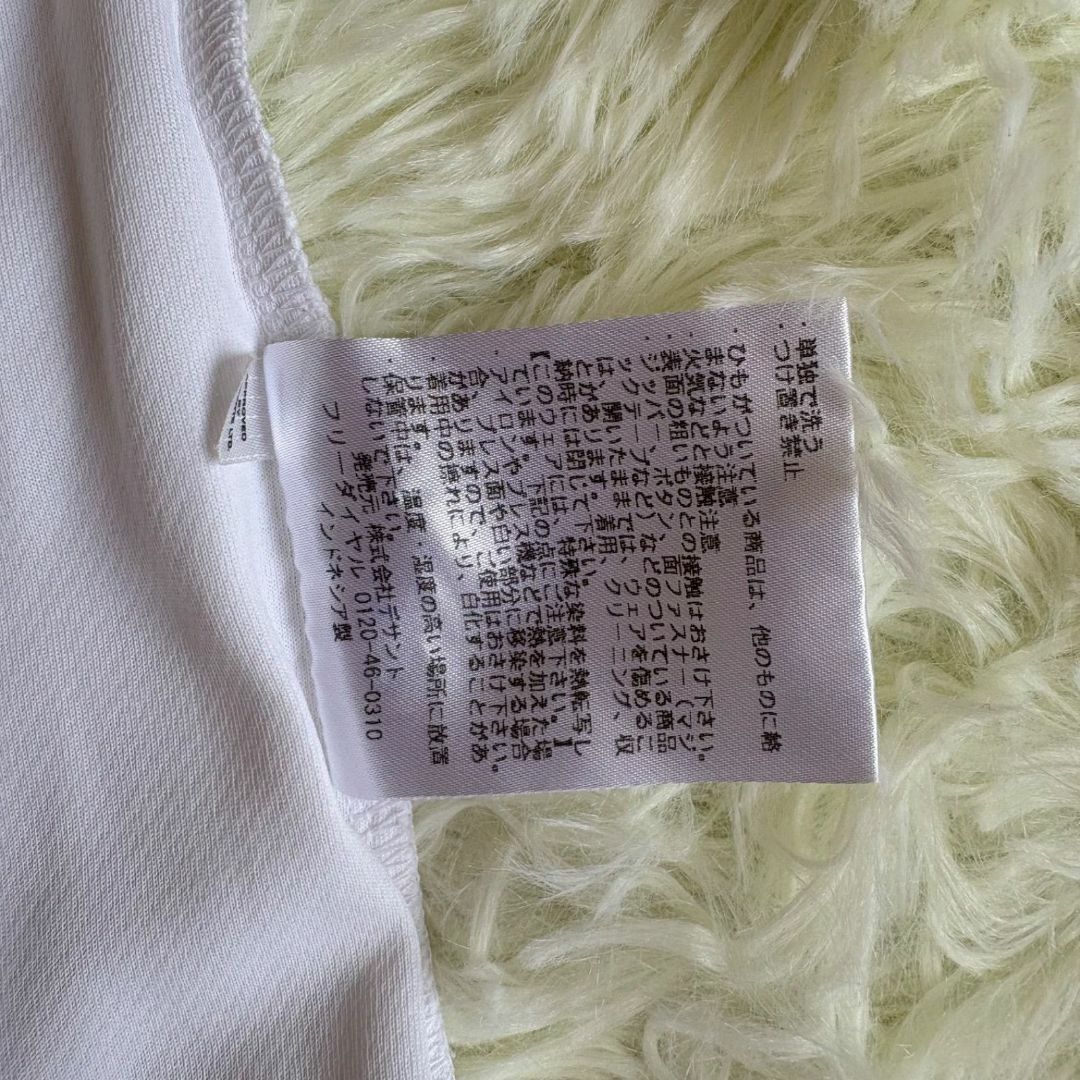 ・単独で洗う
・つけ置き禁止
・ひもがついている商品は、他のものに絡
まないよう注意
・火気などと接触注意
・表面の粗いものとの接触はおさけ下さい。
・ジッパー、ボタン、面ファスナー(マジ
ックテープなど)などのついている商品
は、開いたままでは、ウェアを傷めるこ
とがあります。着用、クリーニング、収
納時には閉じて下さい。
【このウェアには、特殊な染料を熱転写し
ています。下記の点にご注意下さい。】
・アイロンやプレス機などで熱を加えた場
合、プレス面や白い部分に移染する場合
がありますので、ご使用はおさけ下さい。
・着用中の擦れにより、白化することがあ
ります。
・保管中は、温度・湿度の高い場所に放置
しないで下さい。
発売元 株式会社デサント
フリーダイヤル 0120-46-0310
インドネシア製